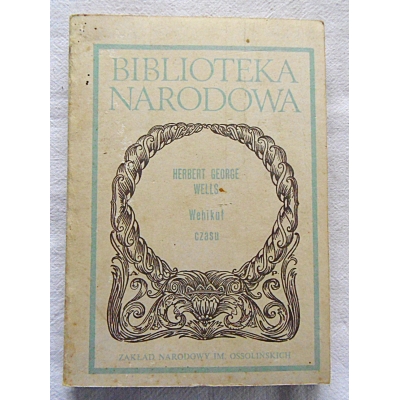 BIBLIOTEKA
NARODOWA
HERBERT GEORGE
WELLS
Wehikuł
czasu
ZAKŁAD NARODOWY IM. OSSOLIŃSKICH